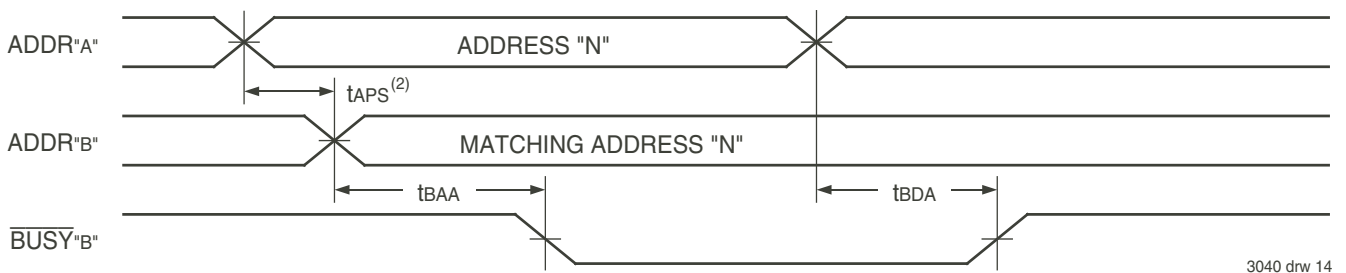 ADDR"A" ADDRESS "N"
tAPS(2)
ADDR"B" MATCHING ADDRESS "N"
tBAA tBDA
BUSY"B"
3040 drw 14